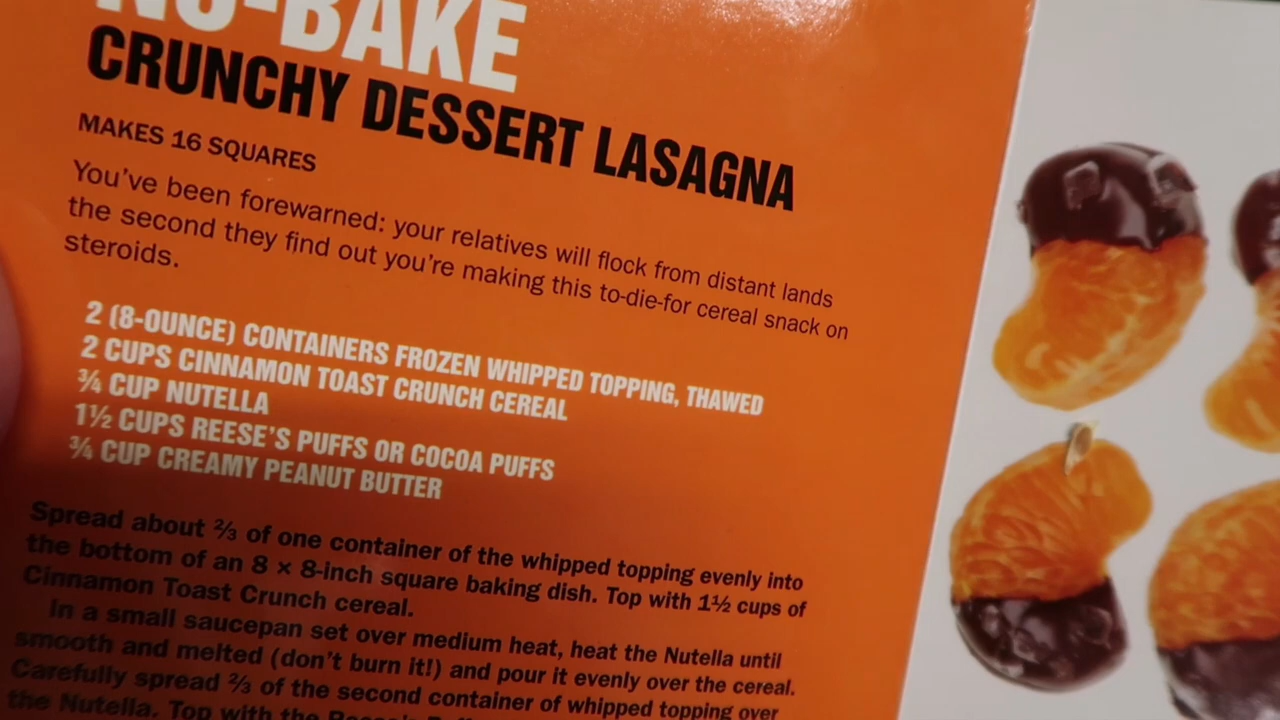 NO-BAKE
CRUNCHY DESSERT LASAGNA
MAKES 16 SQUARES
You've been forewarned: your relatives will flock from distant lands
the second they find out you're making this to-die-for cereal snack on
steroids.
2 (8-OUNCE) CONTAINERS FROZEN WHIPPED TOPPING, THAWED
2 CUPS CINNAMON TOAST CRUNCH CEREAL
¾ CUP NUTELLA
1½ CUPS REESE'S PUFFS OR COCOA PUFFS
¾ CUP CREAMY PEANUT BUTTER
Spread about ⅔ of one container of the whipped topping evenly into
the bottom of an 8 × 8-inch square baking dish. Top with 1½ cups of
Cinnamon Toast Crunch cereal.
In a small saucepan set over medium heat, heat the Nutella until
smooth and melted (don't burn it!) and pour it evenly over the cereal.
Carefully spread ⅔ of the second container of whipped topping over
the Nutella. Top with the Reese's